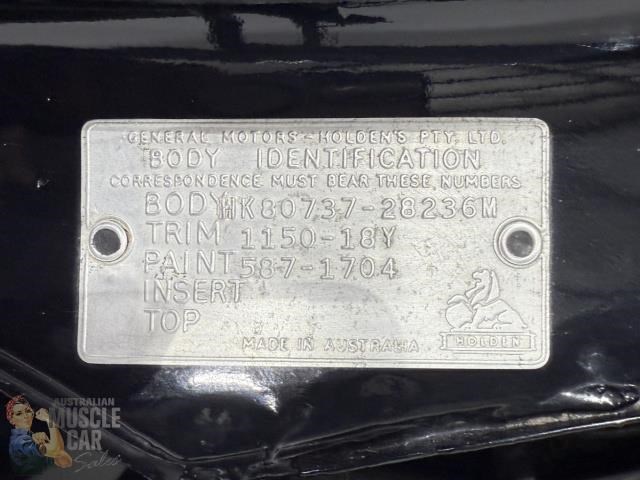 GENERAL MOTORS-HOLDEN'S PTY. LTD.
BODY IDENTIFICATION
CORRESPONDENCE MUST BEAR THESE NUMBERS
BODY HK80737-28236M
TRIM 1150-18Y
PAINT 587-1704
INSERT
TOP
HOLDEN
MADE IN AUSTRALIA
AUSTRALIAN
MUSCLE
CAR
Sales